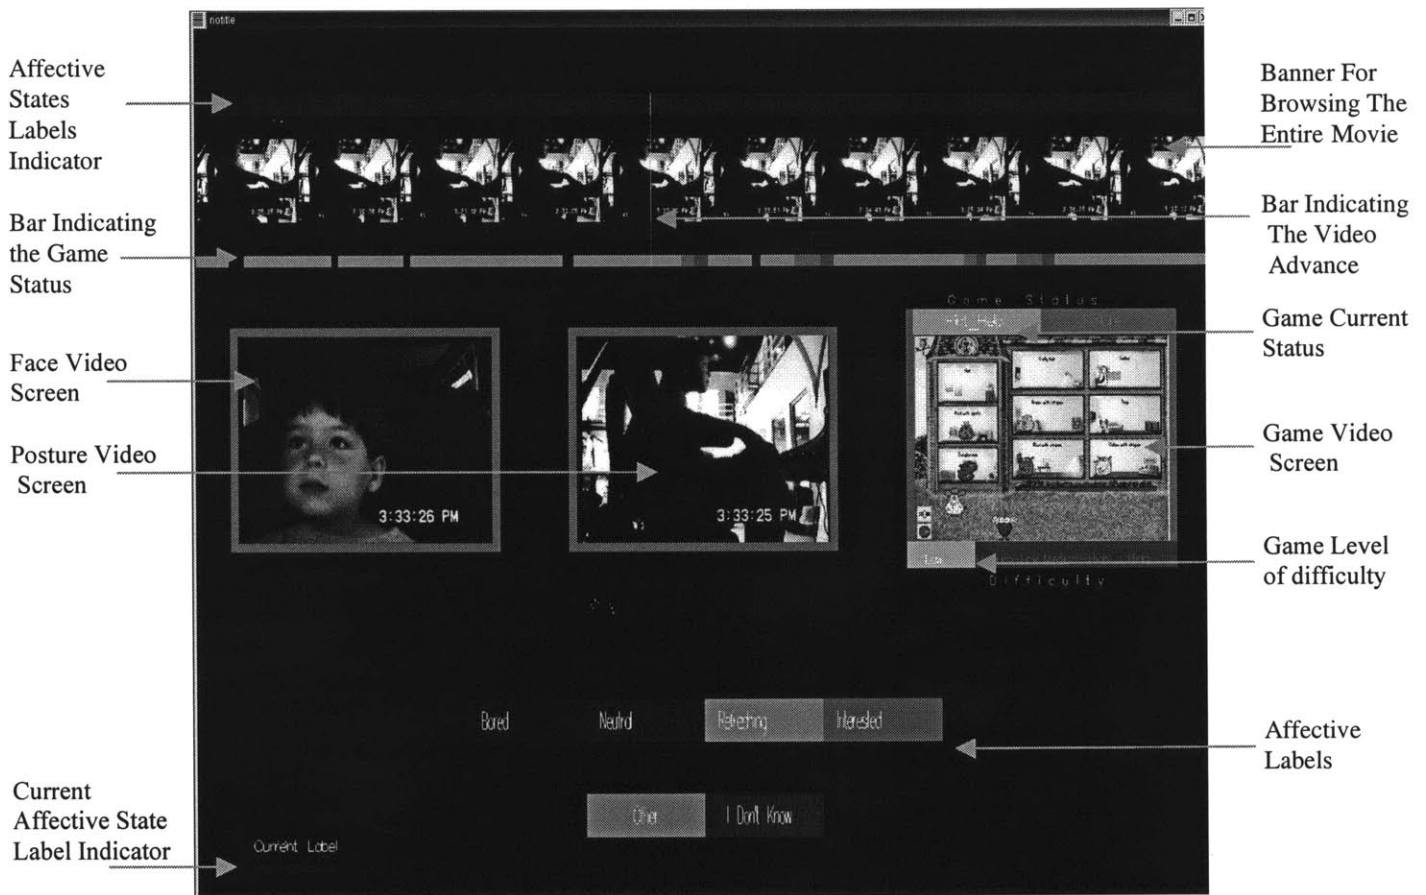 notitle
Affective
States
Labels
Indicator
Banner For
Browsing The
Entire Movie
Bar Indicating
the Game
Status
Bar Indicating
The Video
Advance
Game Status
Game Current
Status
Face Video
Screen
Posture Video
Screen
3:33:26 PM
3:33:25 PM
Game Video
Screen
Game Level
of difficulty
Difficulty
Bored Neutral Refreshing Interested
Affective
Labels
Other I Don't Know
Current
Affective State
Label Indicator
Current Label